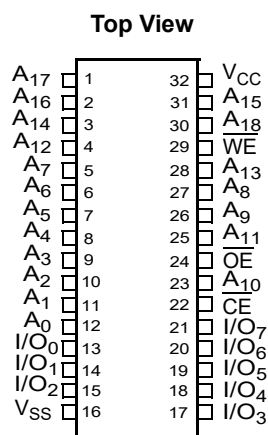 Top View
A17 1 32 VCC
A16 2 31 A15
A14 3 30 A18
A12 4 29 WE
A7 5 28 A13
A6 6 27 A8
A5 7 26 A9
A4 8 25 A11
A3 9 24 OE
A2 10 23 A10
A1 11 22 CE
A0 12 21 I/O7
I/O0 13 20 I/O6
I/O1 14 19 I/O5
I/O2 15 18 I/O4
VSS 16 17 I/O3